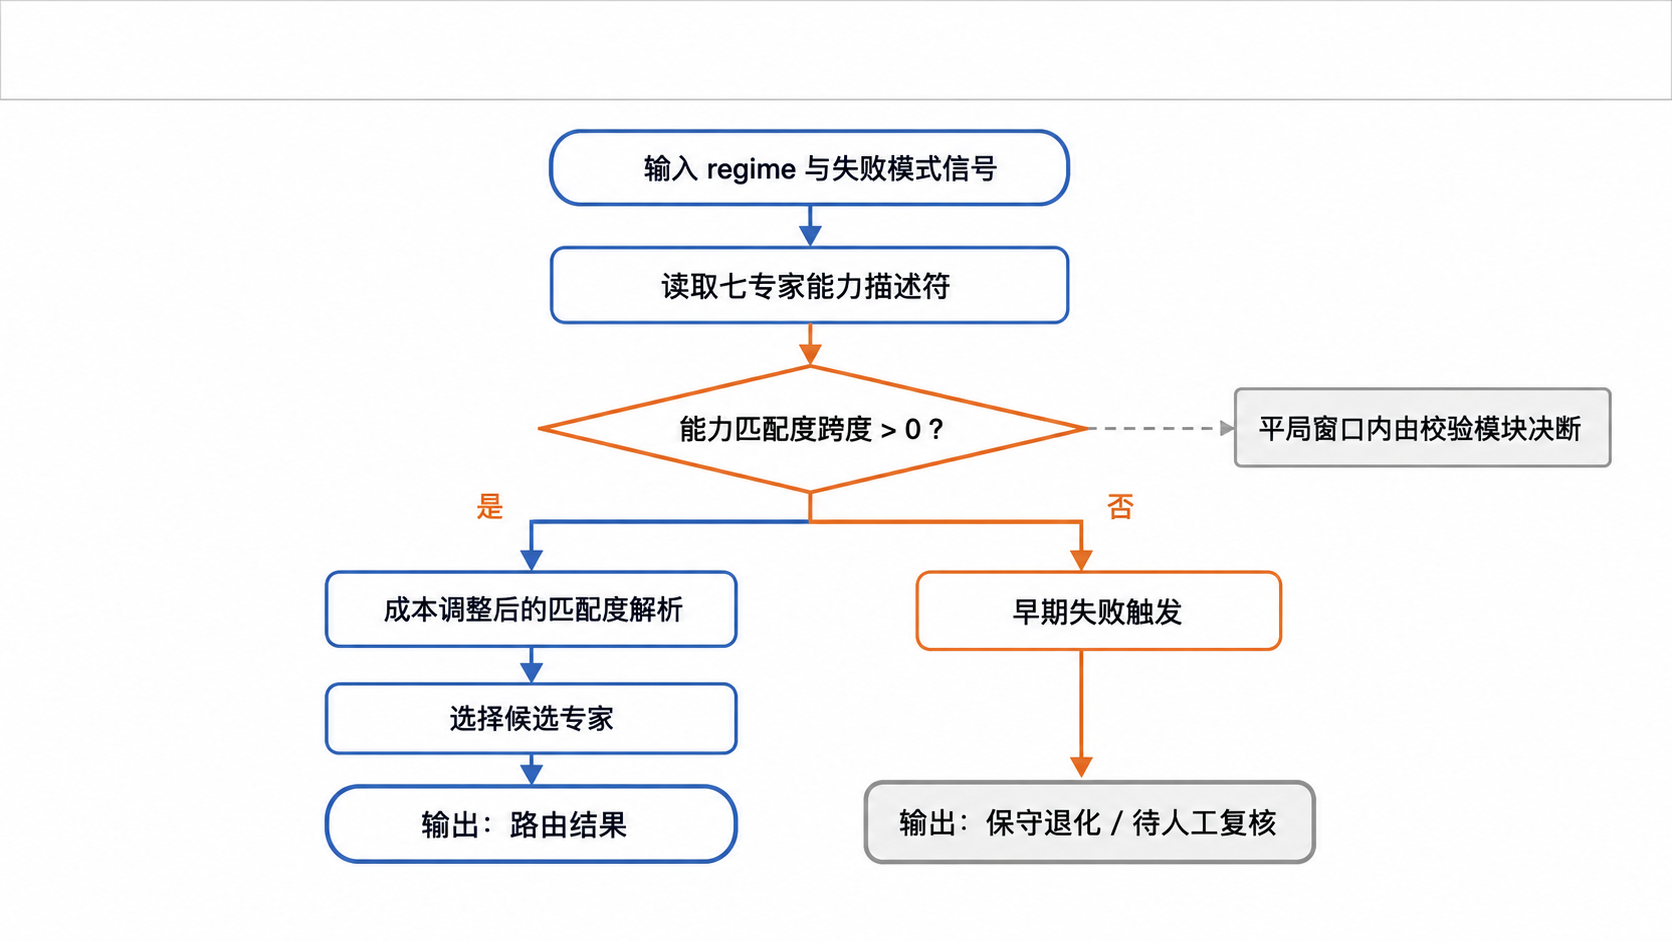 输入 regime 与失败模式信号
读取七专家能力描述符
能力匹配度跨度 > 0 ?
平局窗口内由校验模块决断
是
否
成本调整后的匹配度解析
早期失败触发
选择候选专家
输出：路由结果
输出：保守退化 / 待人工复核